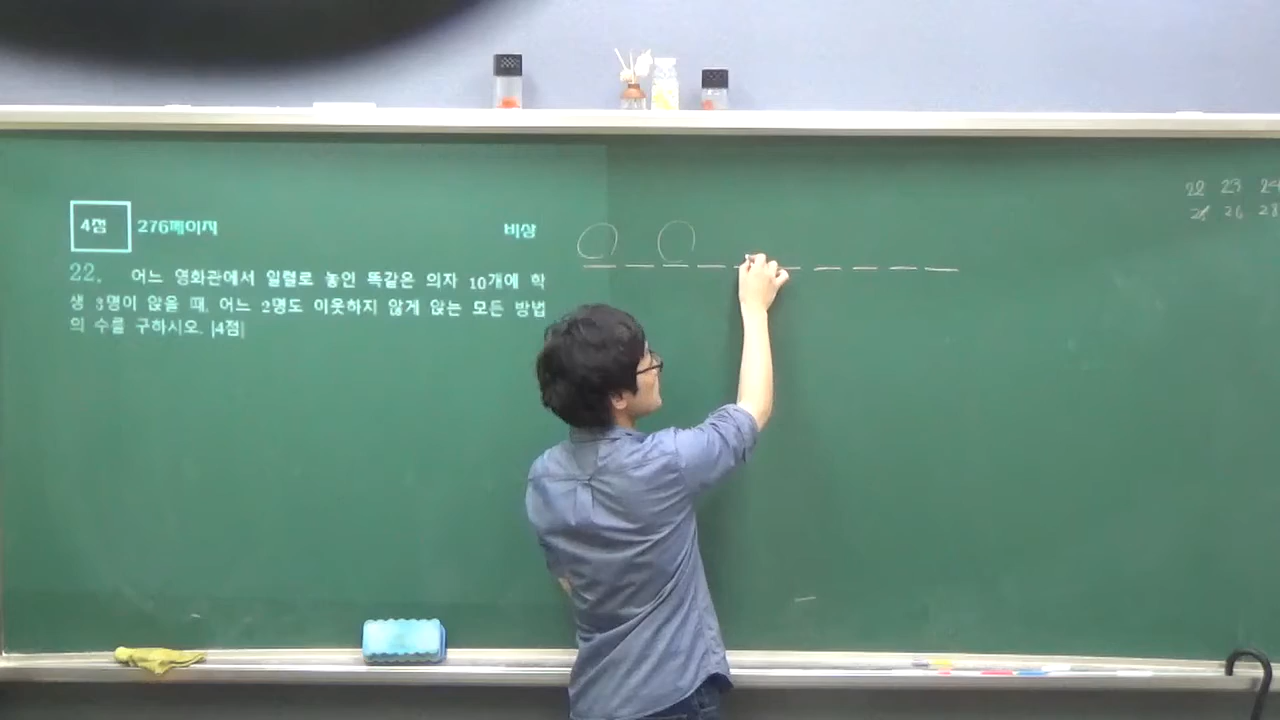 4점 276페이지 비상
22. 어느 영화관에서 일렬로 놓인 똑같은 의자 10개에 학
생 3명이 앉을 때, 어느 2명도 이웃하지 않게 앉는 모든 방법
의 수를 구하시오. [4점]
22 23 24
26 28